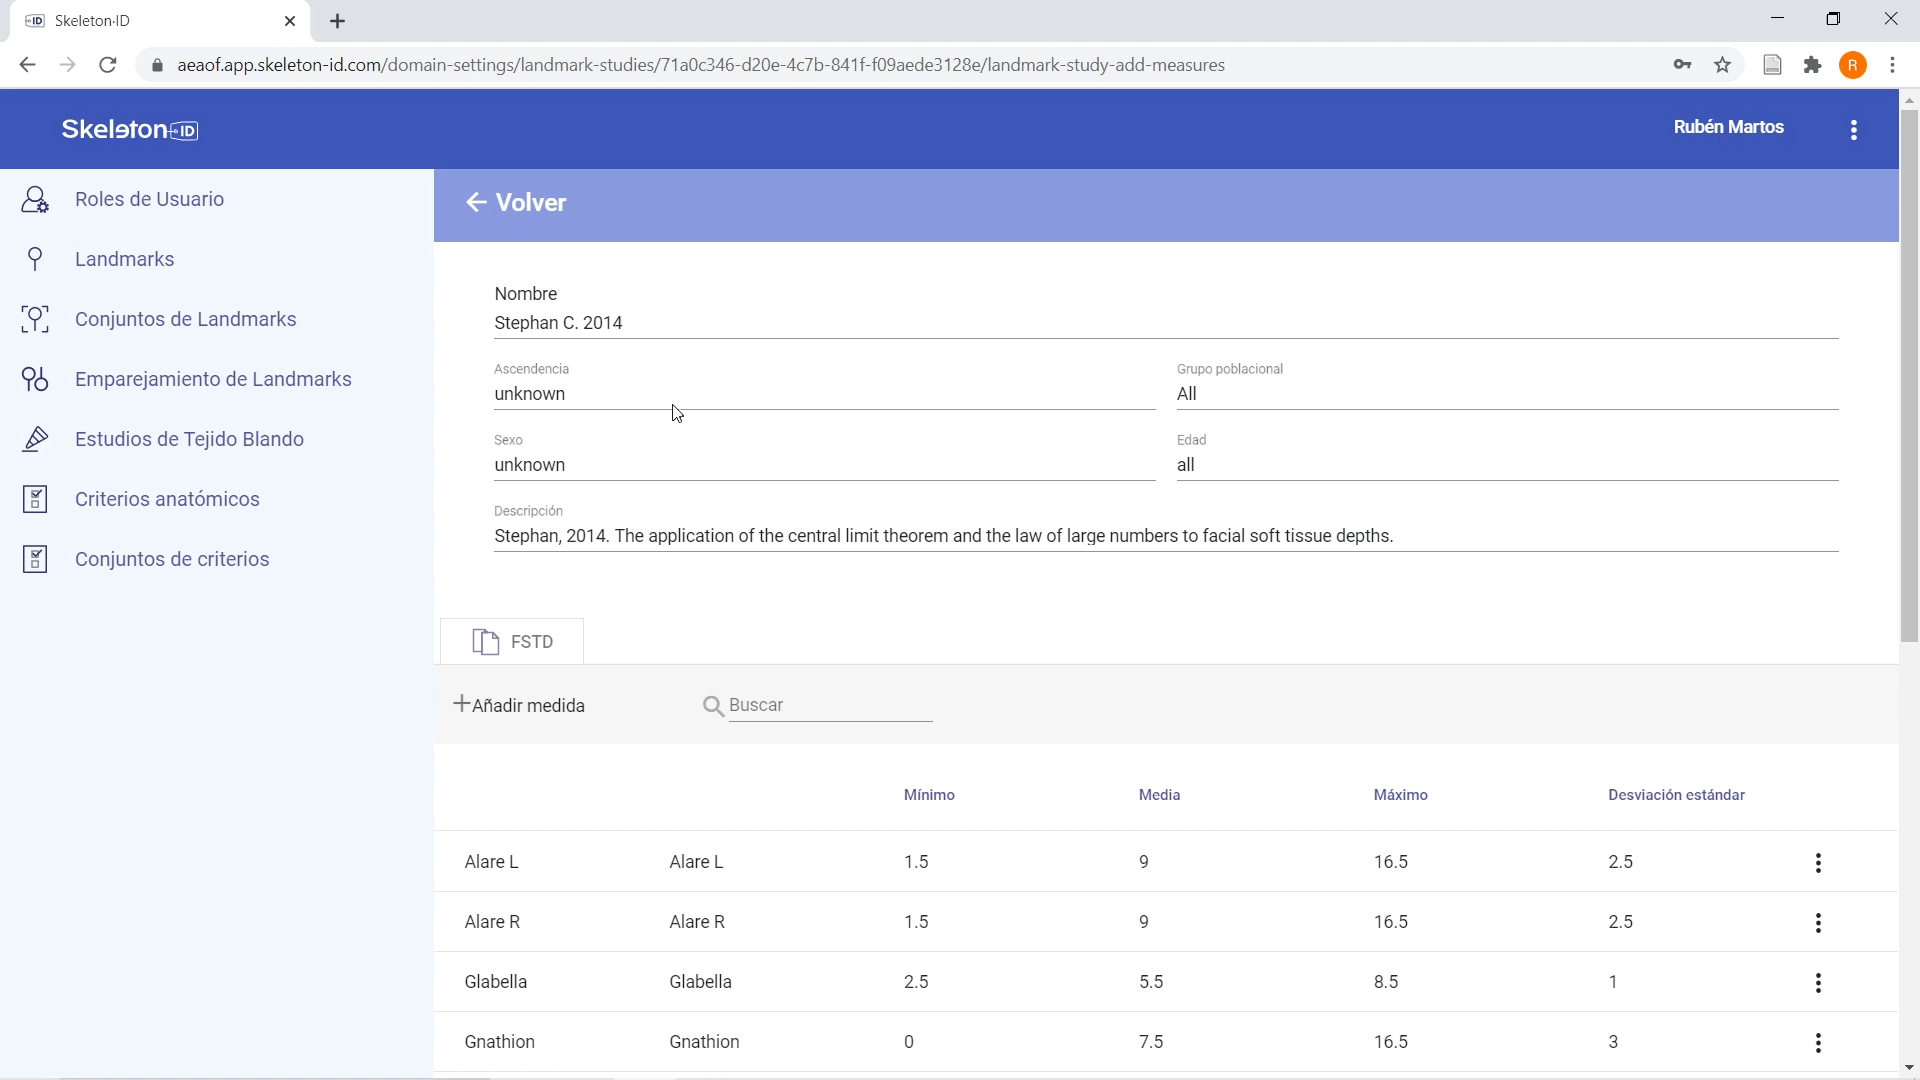 Skeleton·ID
aeaof.app.skeleton-id.com/domain-settings/landmark-studies/71a0c346-d20e-4c7b-841f-f09aede3128e/landmark-study-add-measures
R
Skeleton ID
Rubén Martos
Roles de Usuario
Landmarks
Conjuntos de Landmarks
Emparejamiento de Landmarks
Estudios de Tejido Blando
Criterios anatómicos
Conjuntos de criterios
Volver
Nombre
Stephan C. 2014
Ascendencia Grupo poblacional
unknown All
Sexo Edad
unknown all
Descripción
Stephan, 2014. The application of the central limit theorem and the law of large numbers to facial soft tissue depths.
FSTD
+Añadir medida Buscar
Mínimo Media Máximo Desviación estándar
Alare L Alare L 1.5 9 16.5 2.5
Alare R Alare R 1.5 9 16.5 2.5
Glabella Glabella 2.5 5.5 8.5 1
Gnathion Gnathion 0 7.5 16.5 3